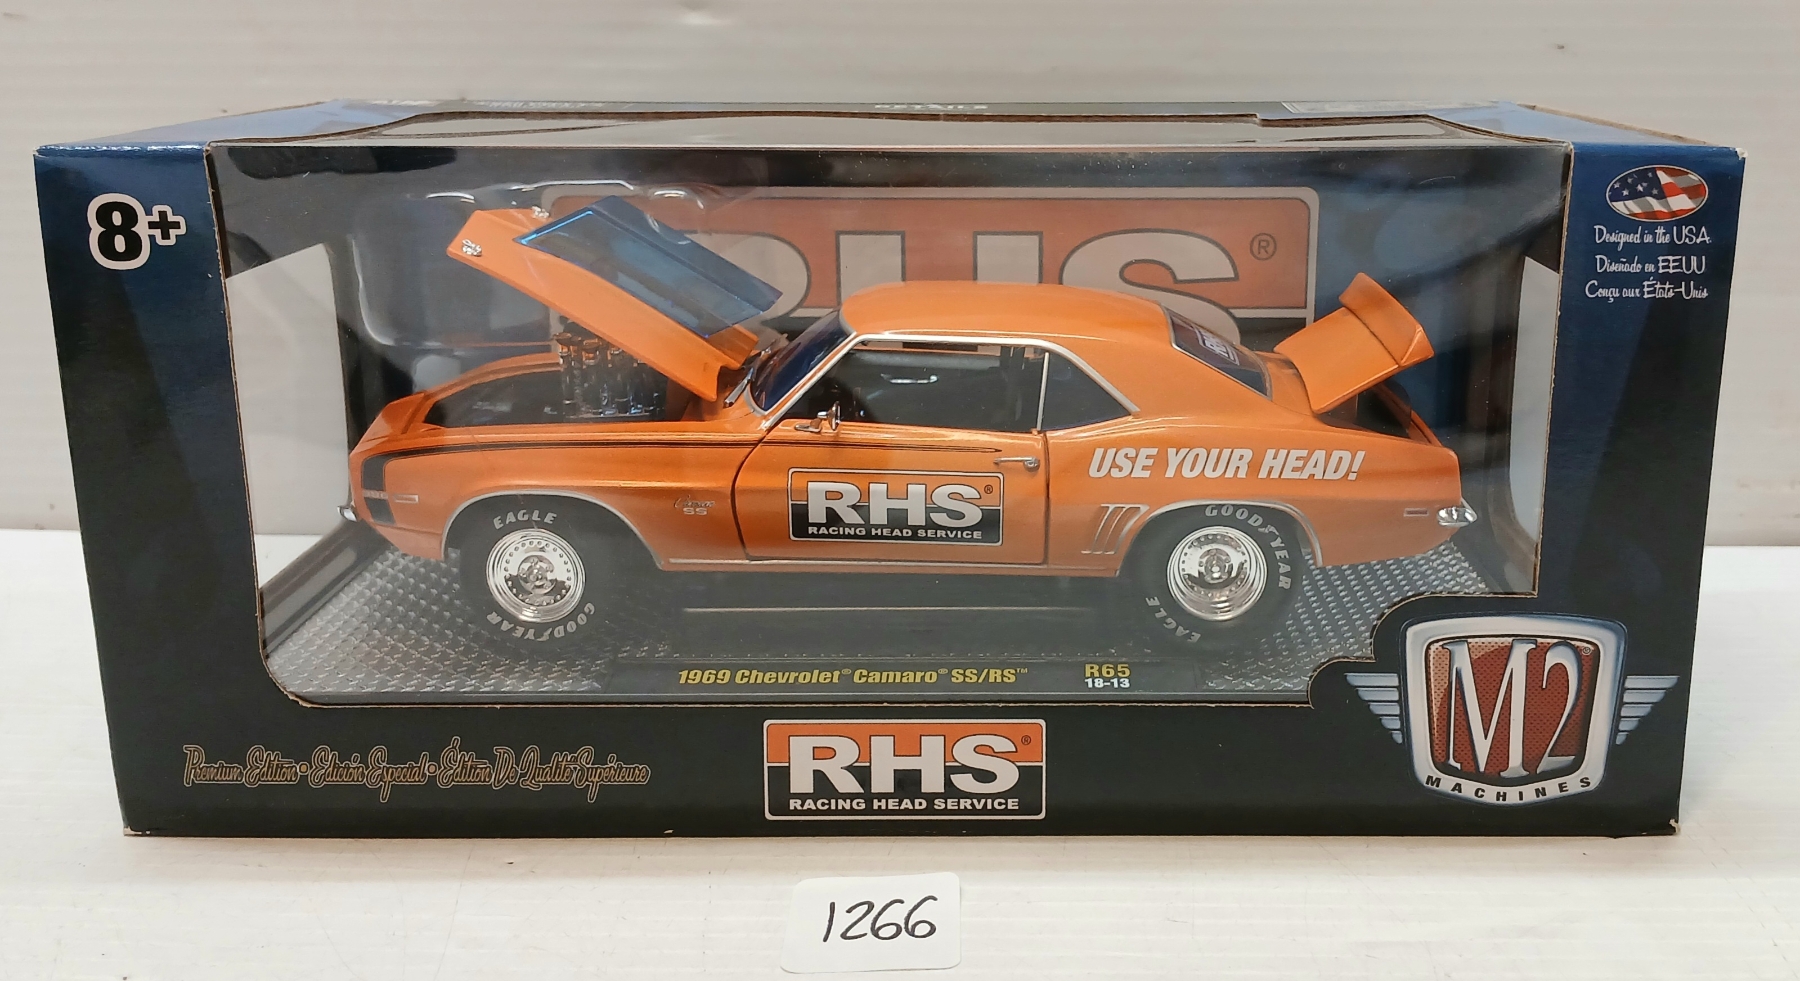 8+
Designed in the USA.
Diseñado en EEUU
Conçu aux États-Unis
RHS®
USE YOUR HEAD!
RHS®
RACING HEAD SERVICE
SS
EAGLE
GOODYEAR
GOODYEAR
EAGLE
1969 Chevrolet® Camaro® SS/RS™ R65
18-13
M2®
MACHINES
Premium Edition • Edición Especial • Édition De Qualité Supérieure
RHS®
RACING HEAD SERVICE
1266